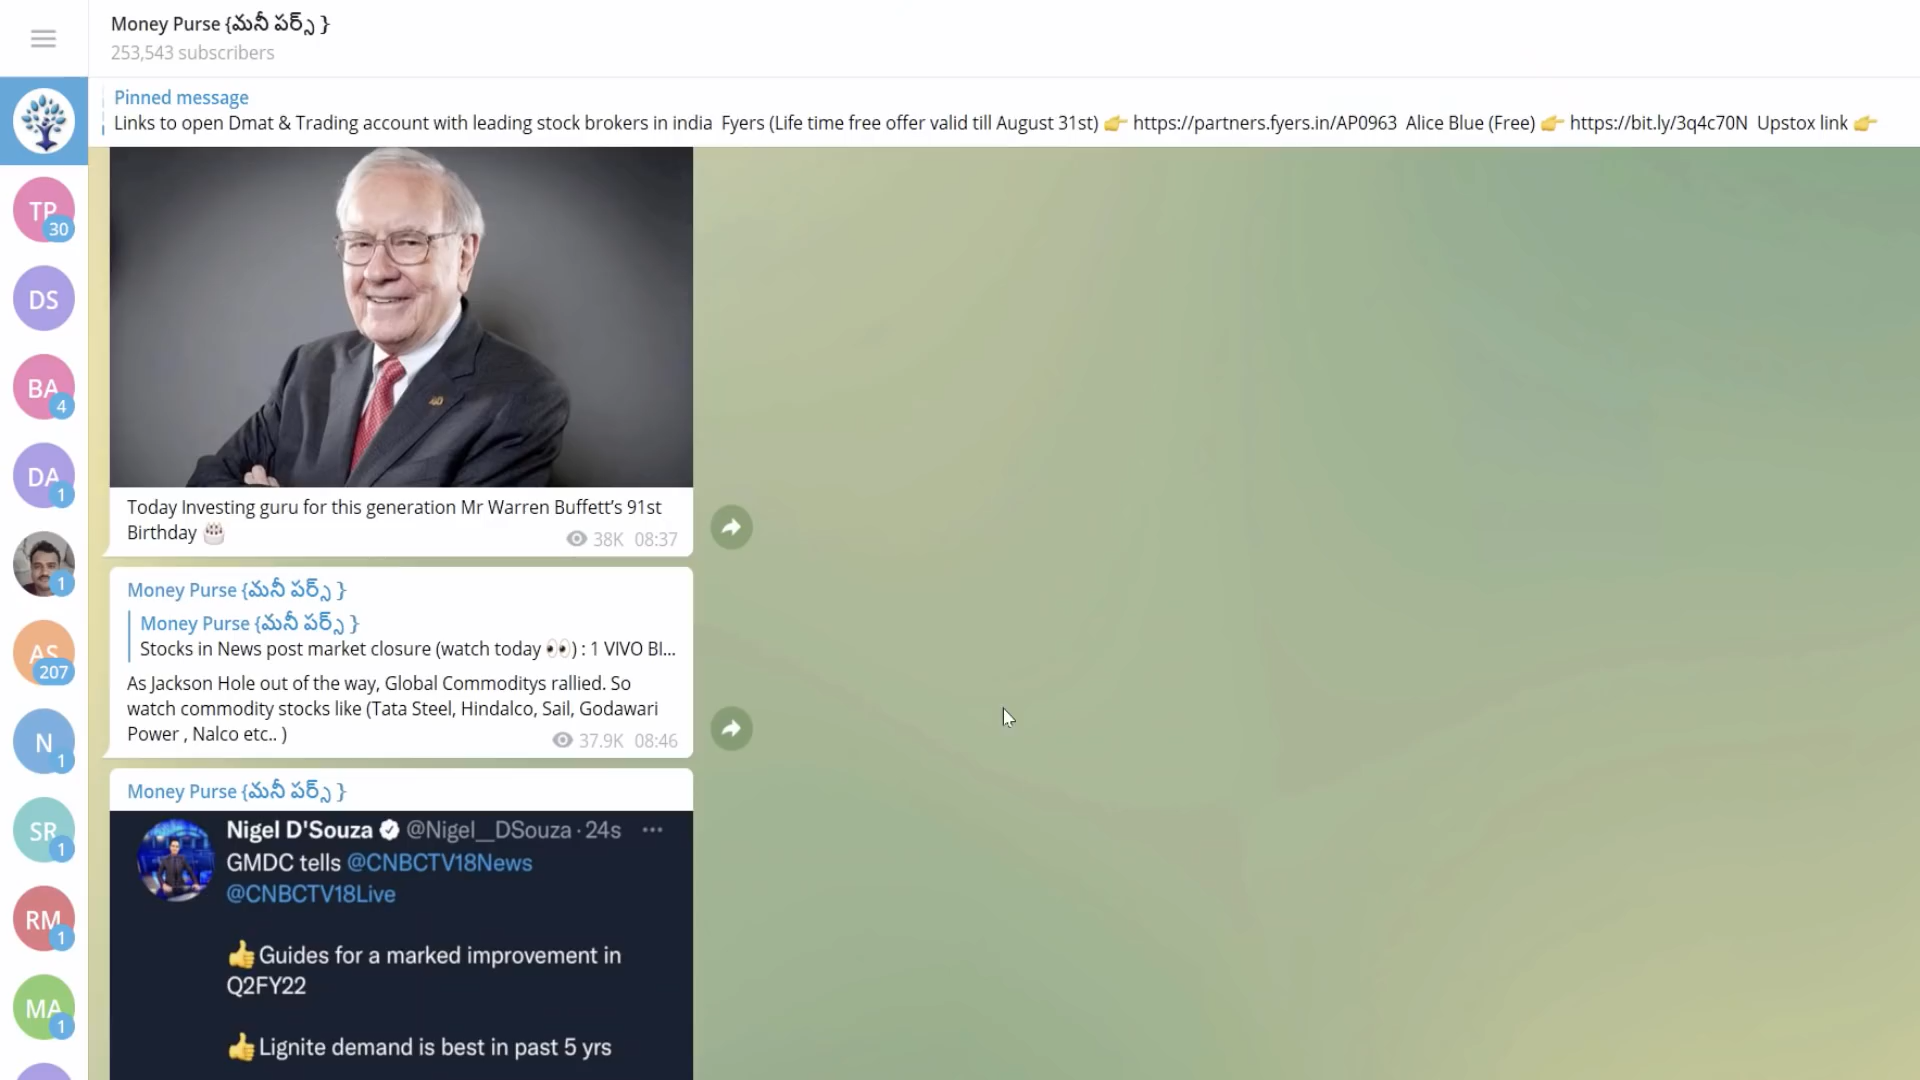 Money Purse {మనీ పర్స్ }
253,543 subscribers
Pinned message
Links to open Dmat & Trading account with leading stock brokers in india  Fyers (Life time free offer valid till August 31st) 👉 https://partners.fyers.in/AP0963  Alice Blue (Free) 👉 https://bit.ly/3q4c70N  Upstox link 👉
TP
30
DS
BA
4
DA
1
1
AS
207
N
1
SR
1
RM
1
MA
1
Today Investing guru for this generation Mr Warren Buffett's 91st
Birthday 🎂
38K 08:37
Money Purse {మనీ పర్స్ }
Money Purse {మనీ పర్స్ }
Stocks in News post market closure (watch today 👀) : 1 VIVO BI...
As Jackson Hole out of the way, Global Commoditys rallied. So
watch commodity stocks like (Tata Steel, Hindalco, Sail, Godawari
Power , Nalco etc.. )
37.9K 08:46
Money Purse {మనీ పర్స్ }
Nigel D'Souza @Nigel__DSouza · 24s ...
GMDC tells @CNBCTV18News
@CNBCTV18Live
👍Guides for a marked improvement in
Q2FY22
👍Lignite demand is best in past 5 yrs